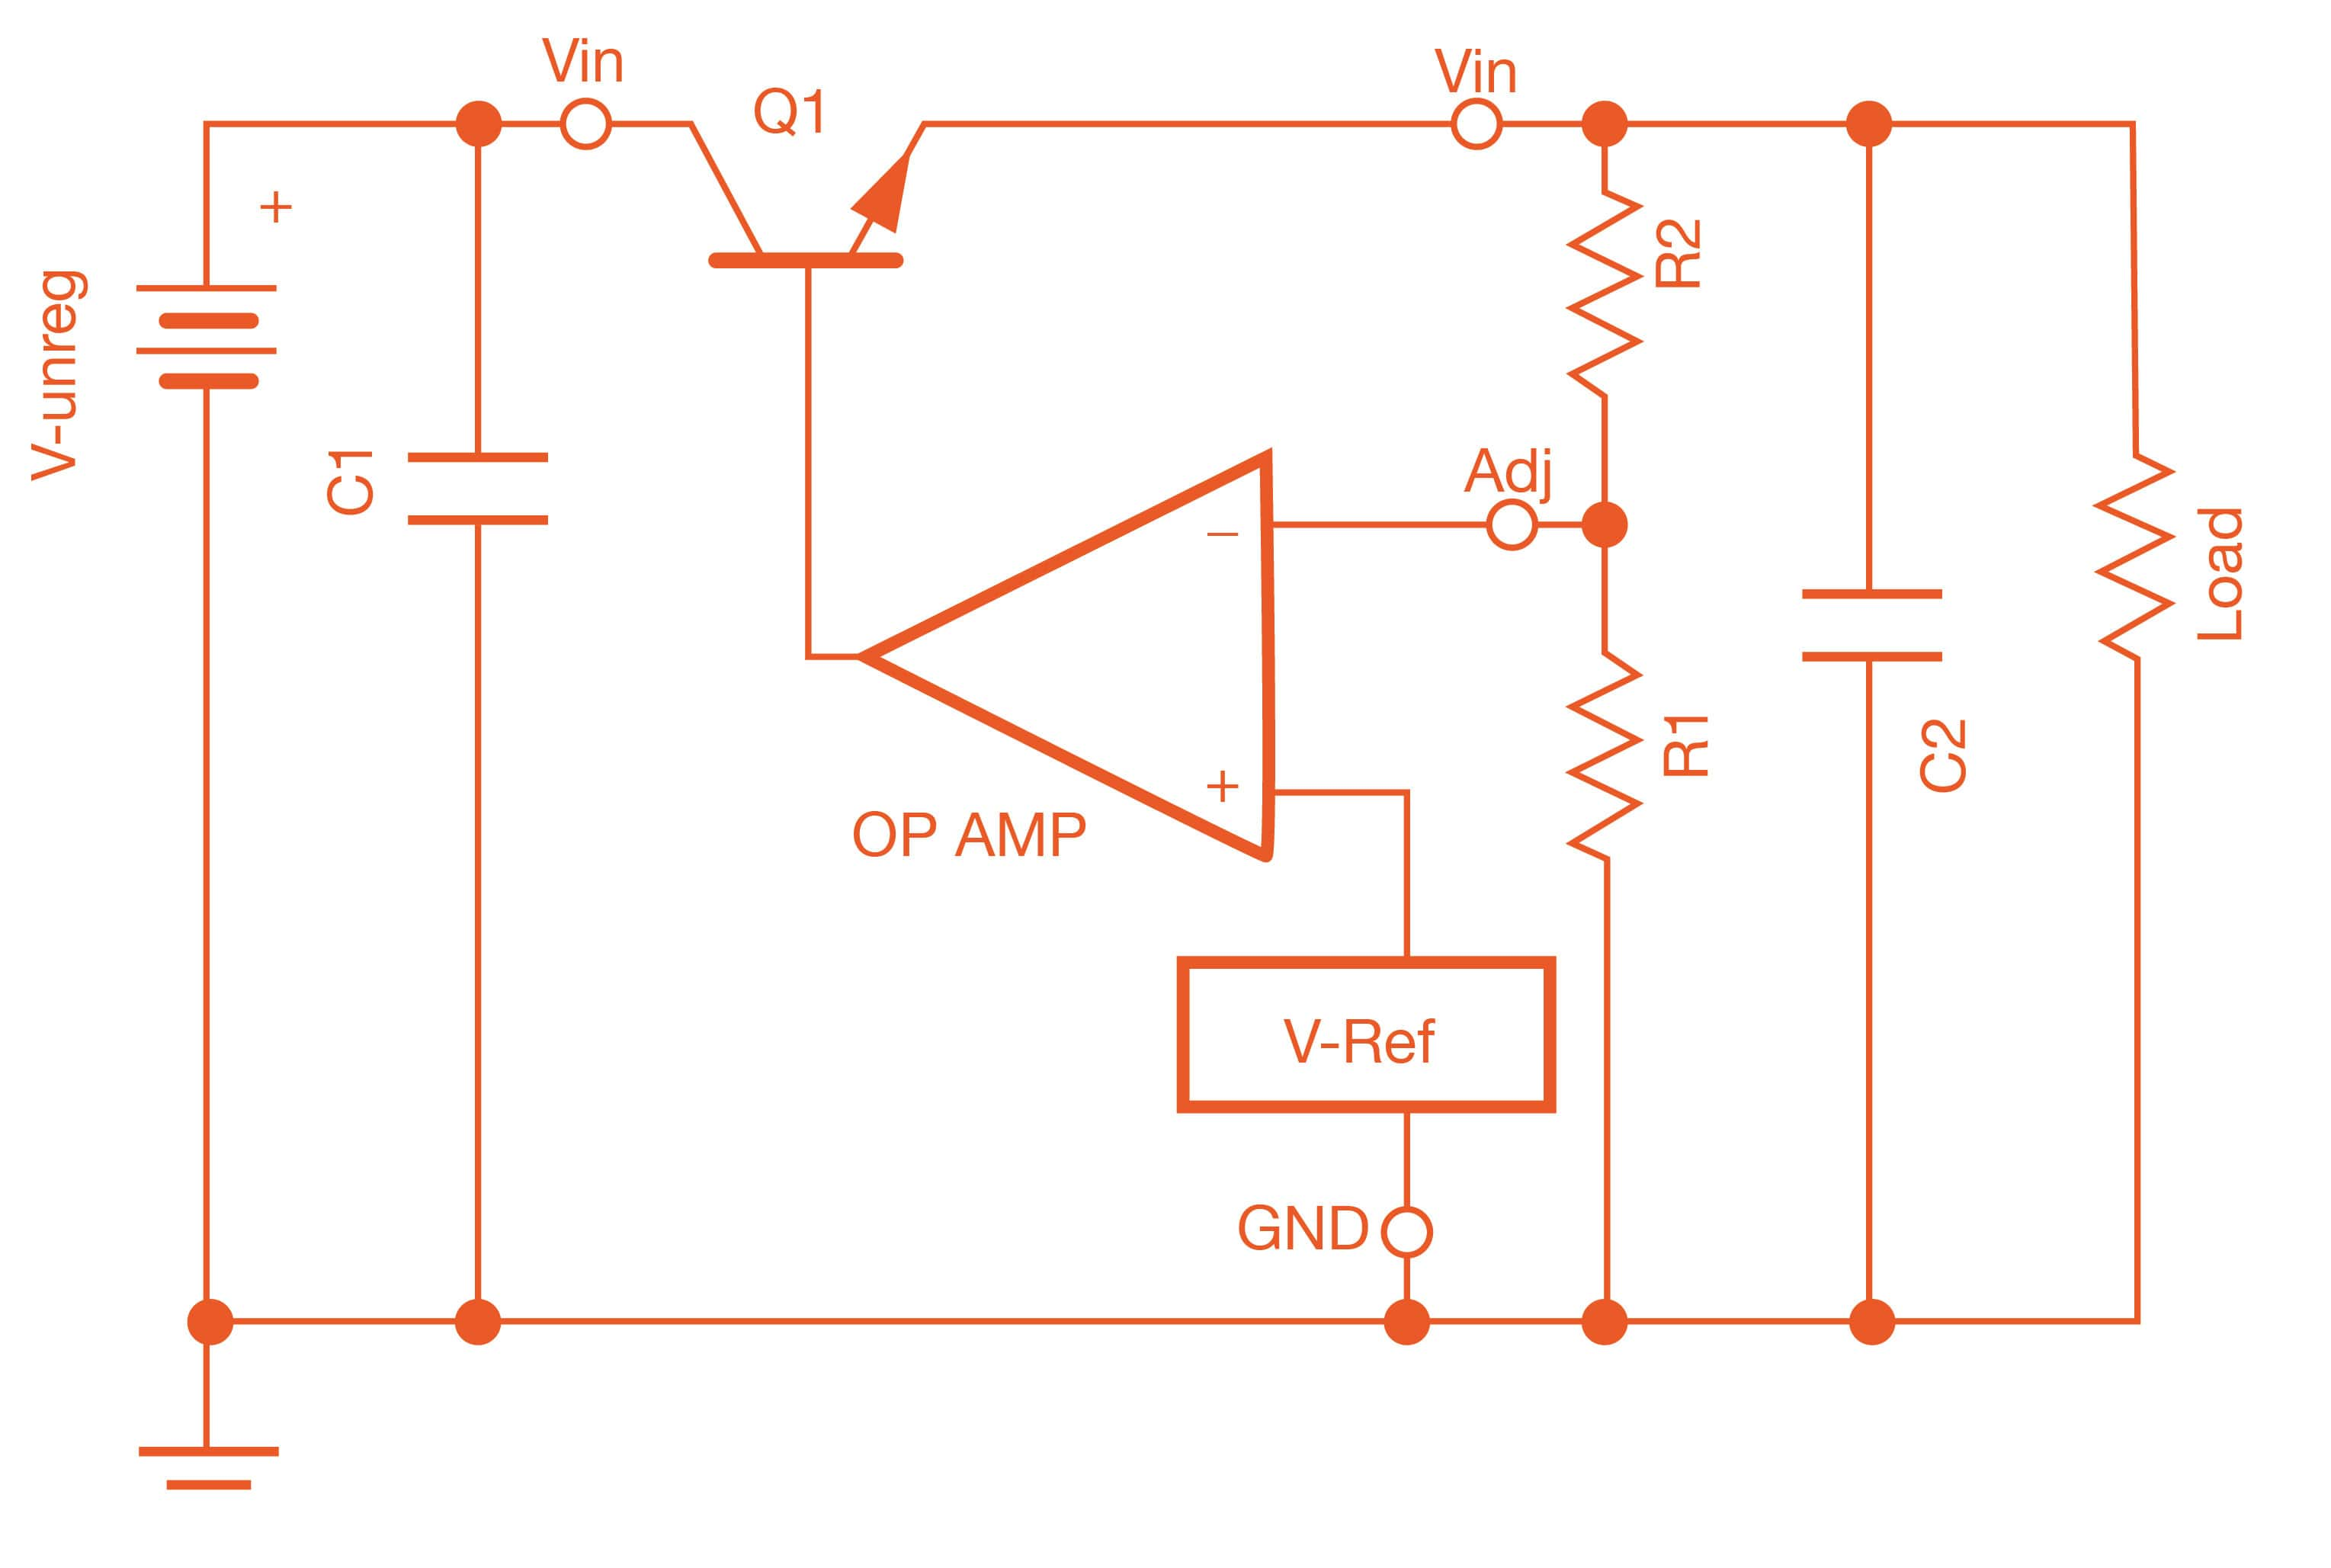 Vin
Vin
Q1
+
V-unreg
R2
C1
Adj
−
Load
R1
C2
+
OP AMP
V-Ref
GND